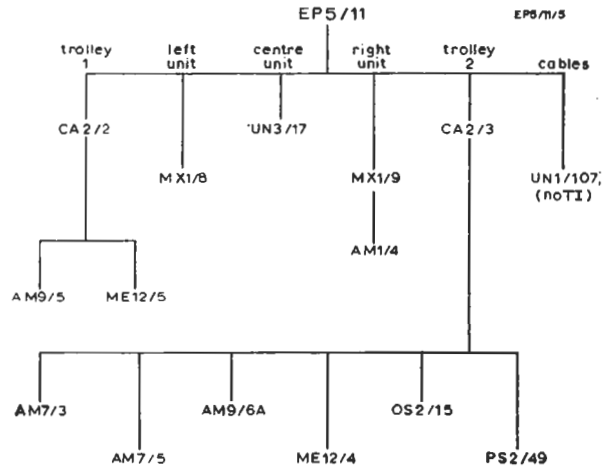 EP5/11
EP5/11/5
trolley 1
left unit
centre unit
right unit
trolley 2
cables
CA2/2
UN3/17
CA2/3
MX1/8
MX1/9
UN1/107,
(no TI)
AM1/4
AM9/5
ME12/5
AM7/3
AM9/6A
OS2/15
AM7/5
ME12/4
PS2/49